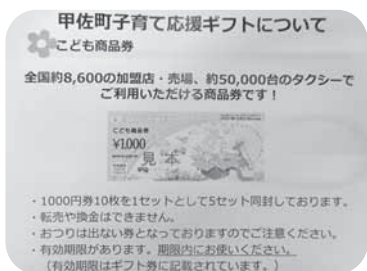 甲佐町子育て応援ギフトについて
こども商品券
全国約8,600の加盟店・売場、約50,000台のタクシーで
ご利用いただける商品券です！
こども商品券
¥1,000
見本
・1000円券10枚を1セットとして5セット同封しております。
・転売や換金はできません。
・おつりは出ない券となっておりますのでご注意ください。
・有効期限があります。期限内にお使いください。
（有効期限はギフト券に記載されています。）